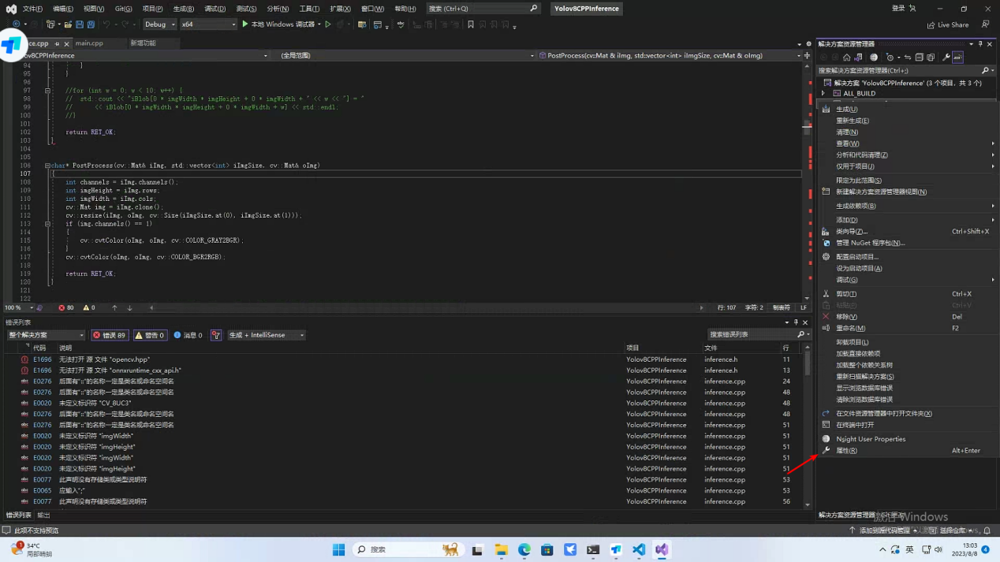 文件(F) 编辑(E) 视图(V) Git(G) 项目(P) 生成(B) 调试(D) 测试(S) 分析(N) 工具(T) 扩展(X) 窗口(W) 帮助(H) 搜索 (Ctrl+Q) Yolov8CPPInference 登录
Debug x64 本地 Windows 调试器 Live Share
ce.cpp main.cpp 新增功能
ov8CPPInference (全局范围) PostProcess(cv::Mat & iImg, std::vector<int> iImgSize, cv::Mat & oImg)
94 }
95 }
96
97 //for (int w = 0; w < 10; w++) {
98 // std::cout << "iBlob[0 * imgWidth * imgHeight + 0 * imgWidth + " << w << "] = "
99 // << iBlob[0 * imgWidth * imgHeight + 0 * imgWidth + w] << std::endl;
100 //}
101
102 return RET_OK;
103 }
104
105
106 char* PostProcess(cv::Mat& iImg, std::vector<int> iImgSize, cv::Mat& oImg)
107 {
108 int channels = iImg.channels();
109 int imgHeight = iImg.rows;
110 int imgWidth = iImg.cols;
111 cv::Mat img = iImg.clone();
112 cv::resize(iImg, oImg, cv::Size(iImgSize.at(0), iImgSize.at(1)));
113 if (img.channels() == 1)
114 {
115 cv::cvtColor(oImg, oImg, cv::COLOR_GRAY2BGR);
116 }
117 cv::cvtColor(oImg, oImg, cv::COLOR_BGR2RGB);
118
119 return RET_OK;
120 }
121
122
100 % 80 0 行: 107 字符: 2 制表符 LF
错误列表
整个解决方案 错误 89 警告 0 消息 0 生成 + IntelliSense 搜索错误列表
代码 说明 项目 文件 行
E1696 无法打开 源 文件 "opencv.hpp" Yolov8CPPInference inference.h 11
E1696 无法打开 源 文件 "onnxruntime_cxx_api.h" Yolov8CPPInference inference.h 13
E0276 后面有"::"的名称一定是类名或命名空间名 Yolov8CPPInference inference.cpp 24
E0276 后面有"::"的名称一定是类名或命名空间名 Yolov8CPPInference inference.cpp 48
E0020 未定义标识符 "CV_8UC3" Yolov8CPPInference inference.cpp 48
E0276 后面有"::"的名称一定是类名或命名空间名 Yolov8CPPInference inference.cpp 48
E0276 后面有"::"的名称一定是类名或命名空间名 Yolov8CPPInference inference.cpp 51
E0020 未定义标识符 "imgWidth" Yolov8CPPInference inference.cpp 51
E0020 未定义标识符 "imgHeight" Yolov8CPPInference inference.cpp 51
E0020 未定义标识符 "imgWidth" Yolov8CPPInference inference.cpp 51
E0020 未定义标识符 "imgHeight" Yolov8CPPInference inference.cpp 51
E0077 此声明没有存储类或类型说明符 Yolov8CPPInference inference.cpp 53
E0065 应输入";" Yolov8CPPInference inference.cpp 53
E0077 此声明没有存储类或类型说明符 Yolov8CPPInference inference.cpp 56
错误列表 输出
解决方案资源管理器
搜索解决方案资源管理器(Ctrl+;)
解决方案 'Yolov8CPPInference' (3 个项目，共 3 个)
ALL_BUILD
生成(U)
重新生成(E)
清理(N)
查看(W)
分析和代码清理(Z)
仅用于项目(J)
限定为此范围(S)
新建解决方案资源管理器视图(N)
生成依赖项(B)
添加(D)
类向导(Z)... Ctrl+Shift+X
管理 NuGet 程序包(N)...
配置启动项目...
设为启动项目(A)
调试(G)
剪切(T) Ctrl+X
粘贴(P) Ctrl+V
移除(V) Del
重命名(M) F2
卸载项目(L)
加载直接依赖项
加载整个依赖关系树
重新扫描解决方案(S)
显示浏览数据库错误
清除浏览数据库错误
在文件资源管理器中打开文件夹(X)
在终端中打开
Nsight User Properties
属性(R) Alt+Enter
解决方案资源管理器
激活 Windows
此项不支持预览 添加到源代码管理 选择仓库
34°C
局部晴朗
搜索 英 13:03
2023/8/8 4